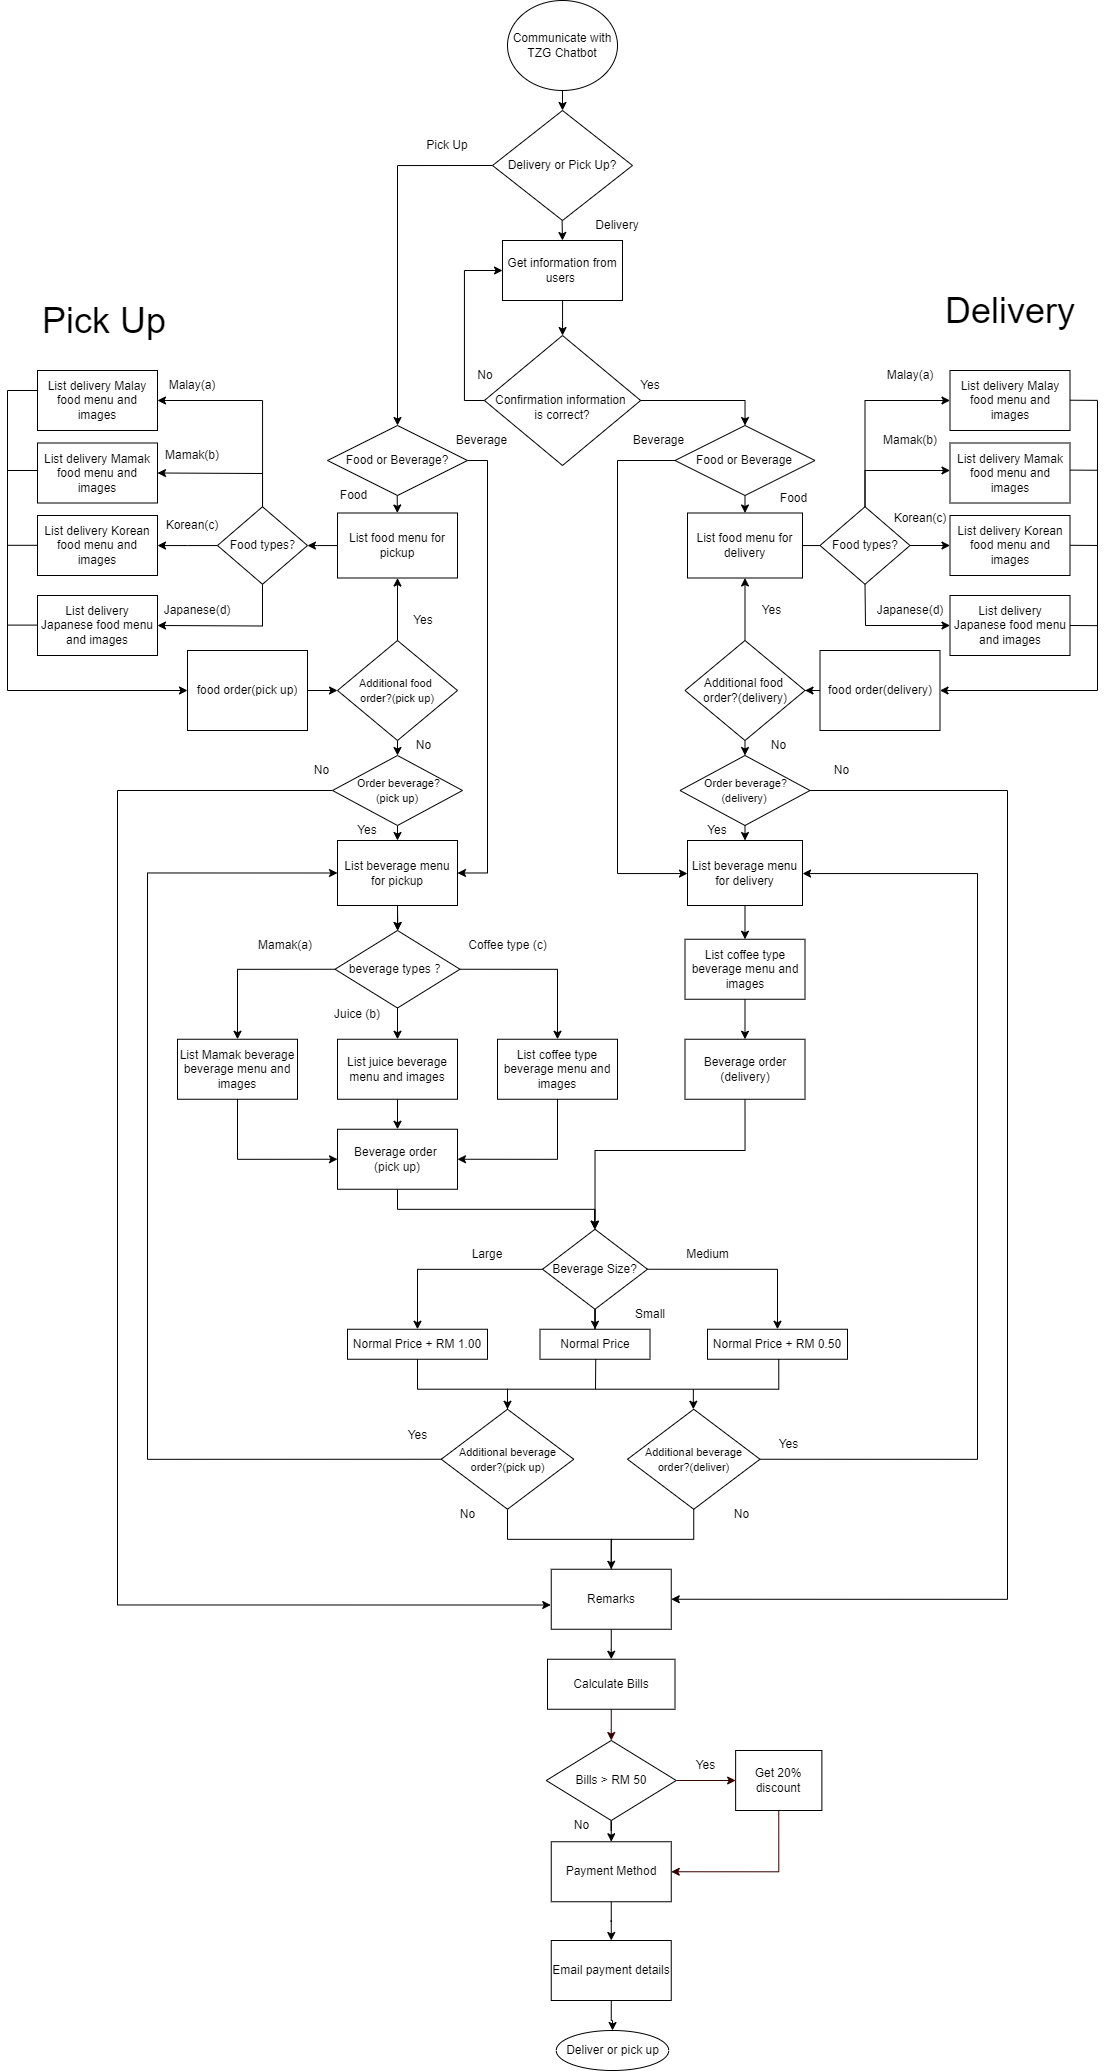 Communicate with
TZG Chatbot
Pick Up
Delivery or Pick Up?
Delivery
Get information from
users
Pick Up
Delivery
No
Yes
Confirmation information
is correct?
Malay(a)
List delivery Malay
food menu and
images
Mamak(b)
List delivery Mamak
food menu and
images
Korean(c)
List delivery Korean
food menu and
images
Japanese(d)
List delivery
Japanese food menu
and images
Food types?
Beverage
Food or Beverage?
Food
List food menu for
pickup
Yes
food order(pick up)
Additional food
order?(pick up)
No
No
Order beverage?
(pick up)
Yes
List beverage menu
for pickup
Beverage
Food or Beverage
Food
List food menu for
delivery
Food types?
Malay(a)
List delivery Malay
food menu and
images
Mamak(b)
List delivery Mamak
food menu and
images
Korean(c)
List delivery Korean
food menu and
images
Japanese(d)
List delivery
Japanese food menu
and images
Yes
Additional food
order?(delivery)
food order(delivery)
No
No
Order beverage?
(delivery)
Yes
List beverage menu
for delivery
Mamak(a)
Coffee type (c)
beverage types ?
Juice (b)
List Mamak beverage
beverage menu and
images
List juice beverage
menu and images
List coffee type
beverage menu and
images
Beverage order
(pick up)
List coffee type
beverage menu and
images
Beverage order
(delivery)
Large
Medium
Beverage Size?
Small
Normal Price + RM 1.00
Normal Price
Normal Price + RM 0.50
Yes
Additional beverage
order?(pick up)
Additional beverage
order?(deliver)
Yes
No
No
Remarks
Calculate Bills
Bills > RM 50
Yes
Get 20%
discount
No
Payment Method
Email payment details
Deliver or pick up